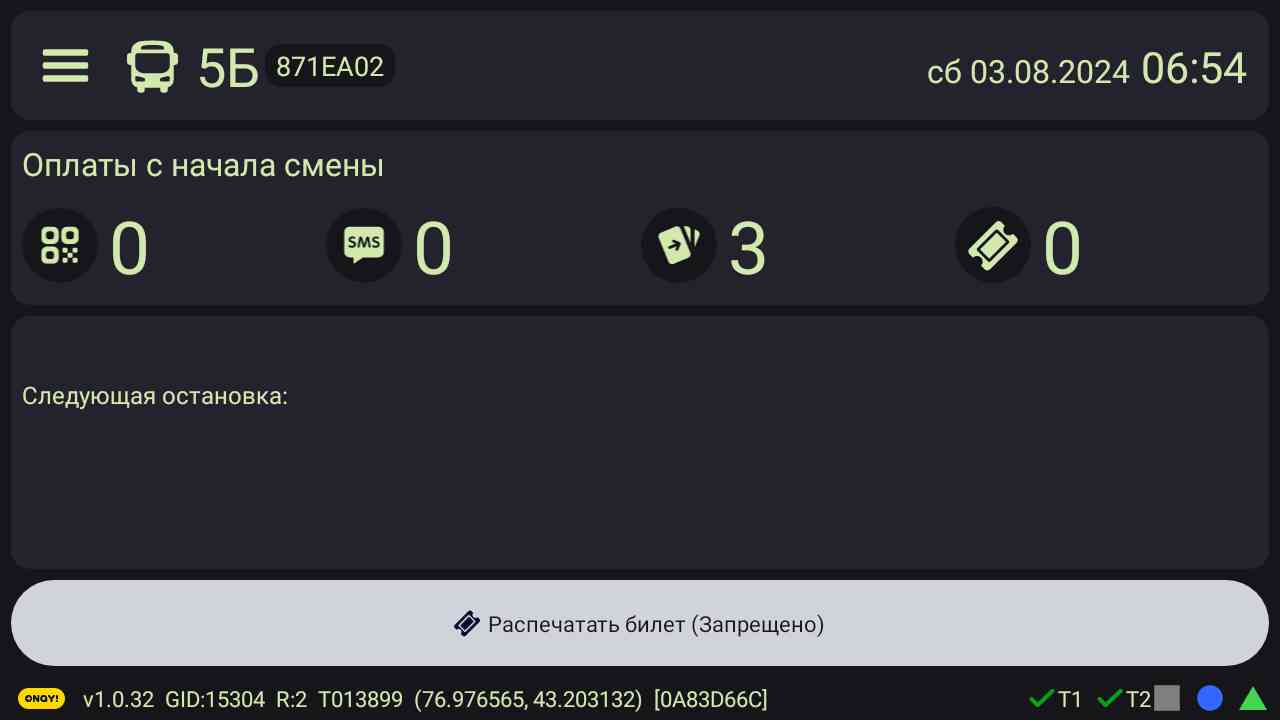 5Б 871EA02 сб 03.08.2024 06:54
Оплаты с начала смены
0 SMS 0 3 0
Следующая остановка:
Распечатать билет (Запрещено)
ONAY! v1.0.32 GID:15304 R:2 T013899 (76.976565, 43.203132) [0A83D66C] T1 T2